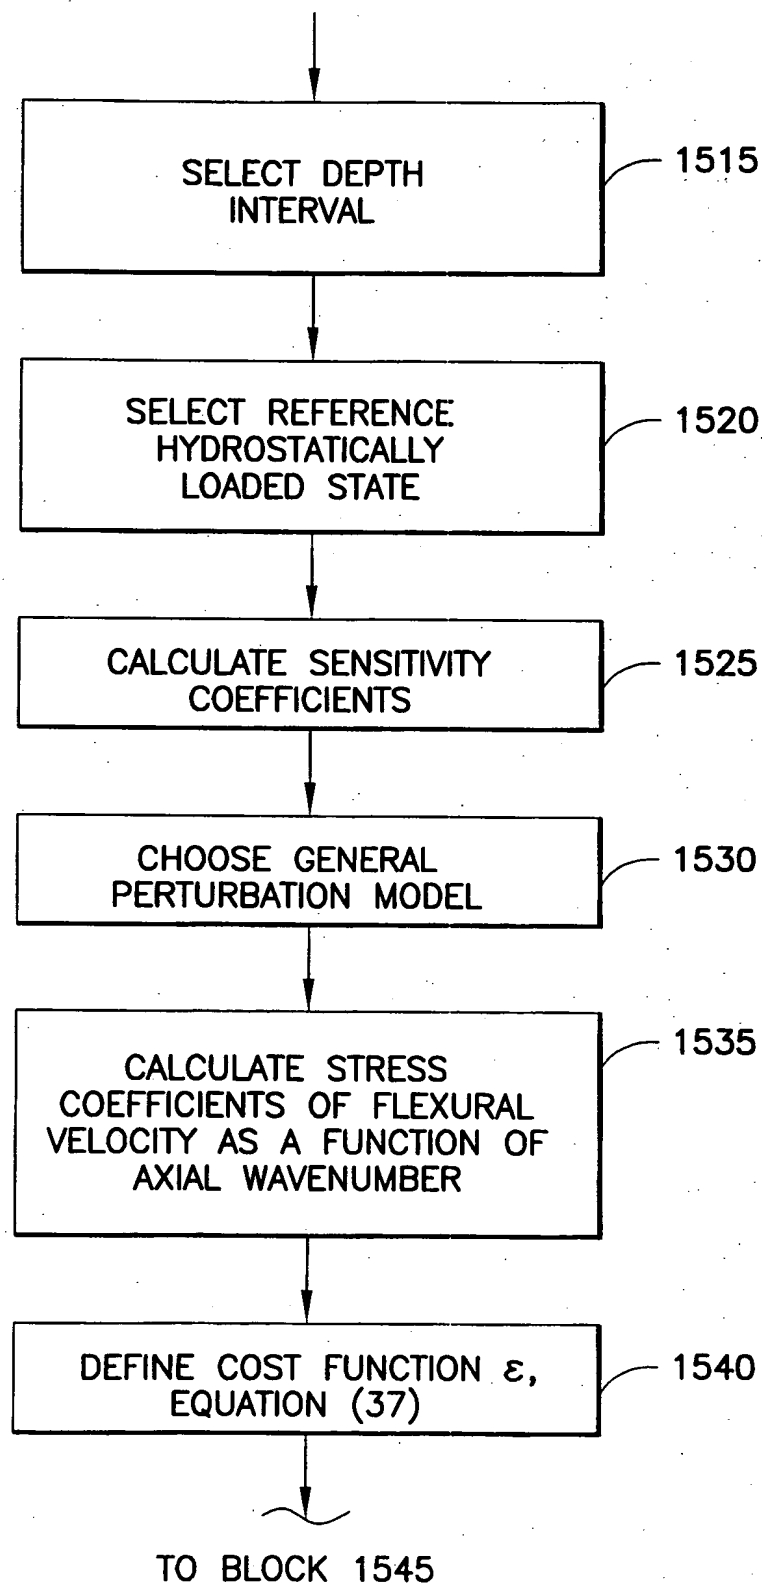 SELECT DEPTH
INTERVAL
1515
SELECT REFERENCE
HYDROSTATICALLY
LOADED STATE
1520
CALCULATE SENSITIVITY
COEFFICIENTS
1525
CHOOSE GENERAL
PERTURBATION MODEL
1530
CALCULATE STRESS
COEFFICIENTS OF FLEXURAL
VELOCITY AS A FUNCTION OF
AXIAL WAVENUMBER
1535
DEFINE COST FUNCTION ε,
EQUATION (37)
1540
TO BLOCK 1545